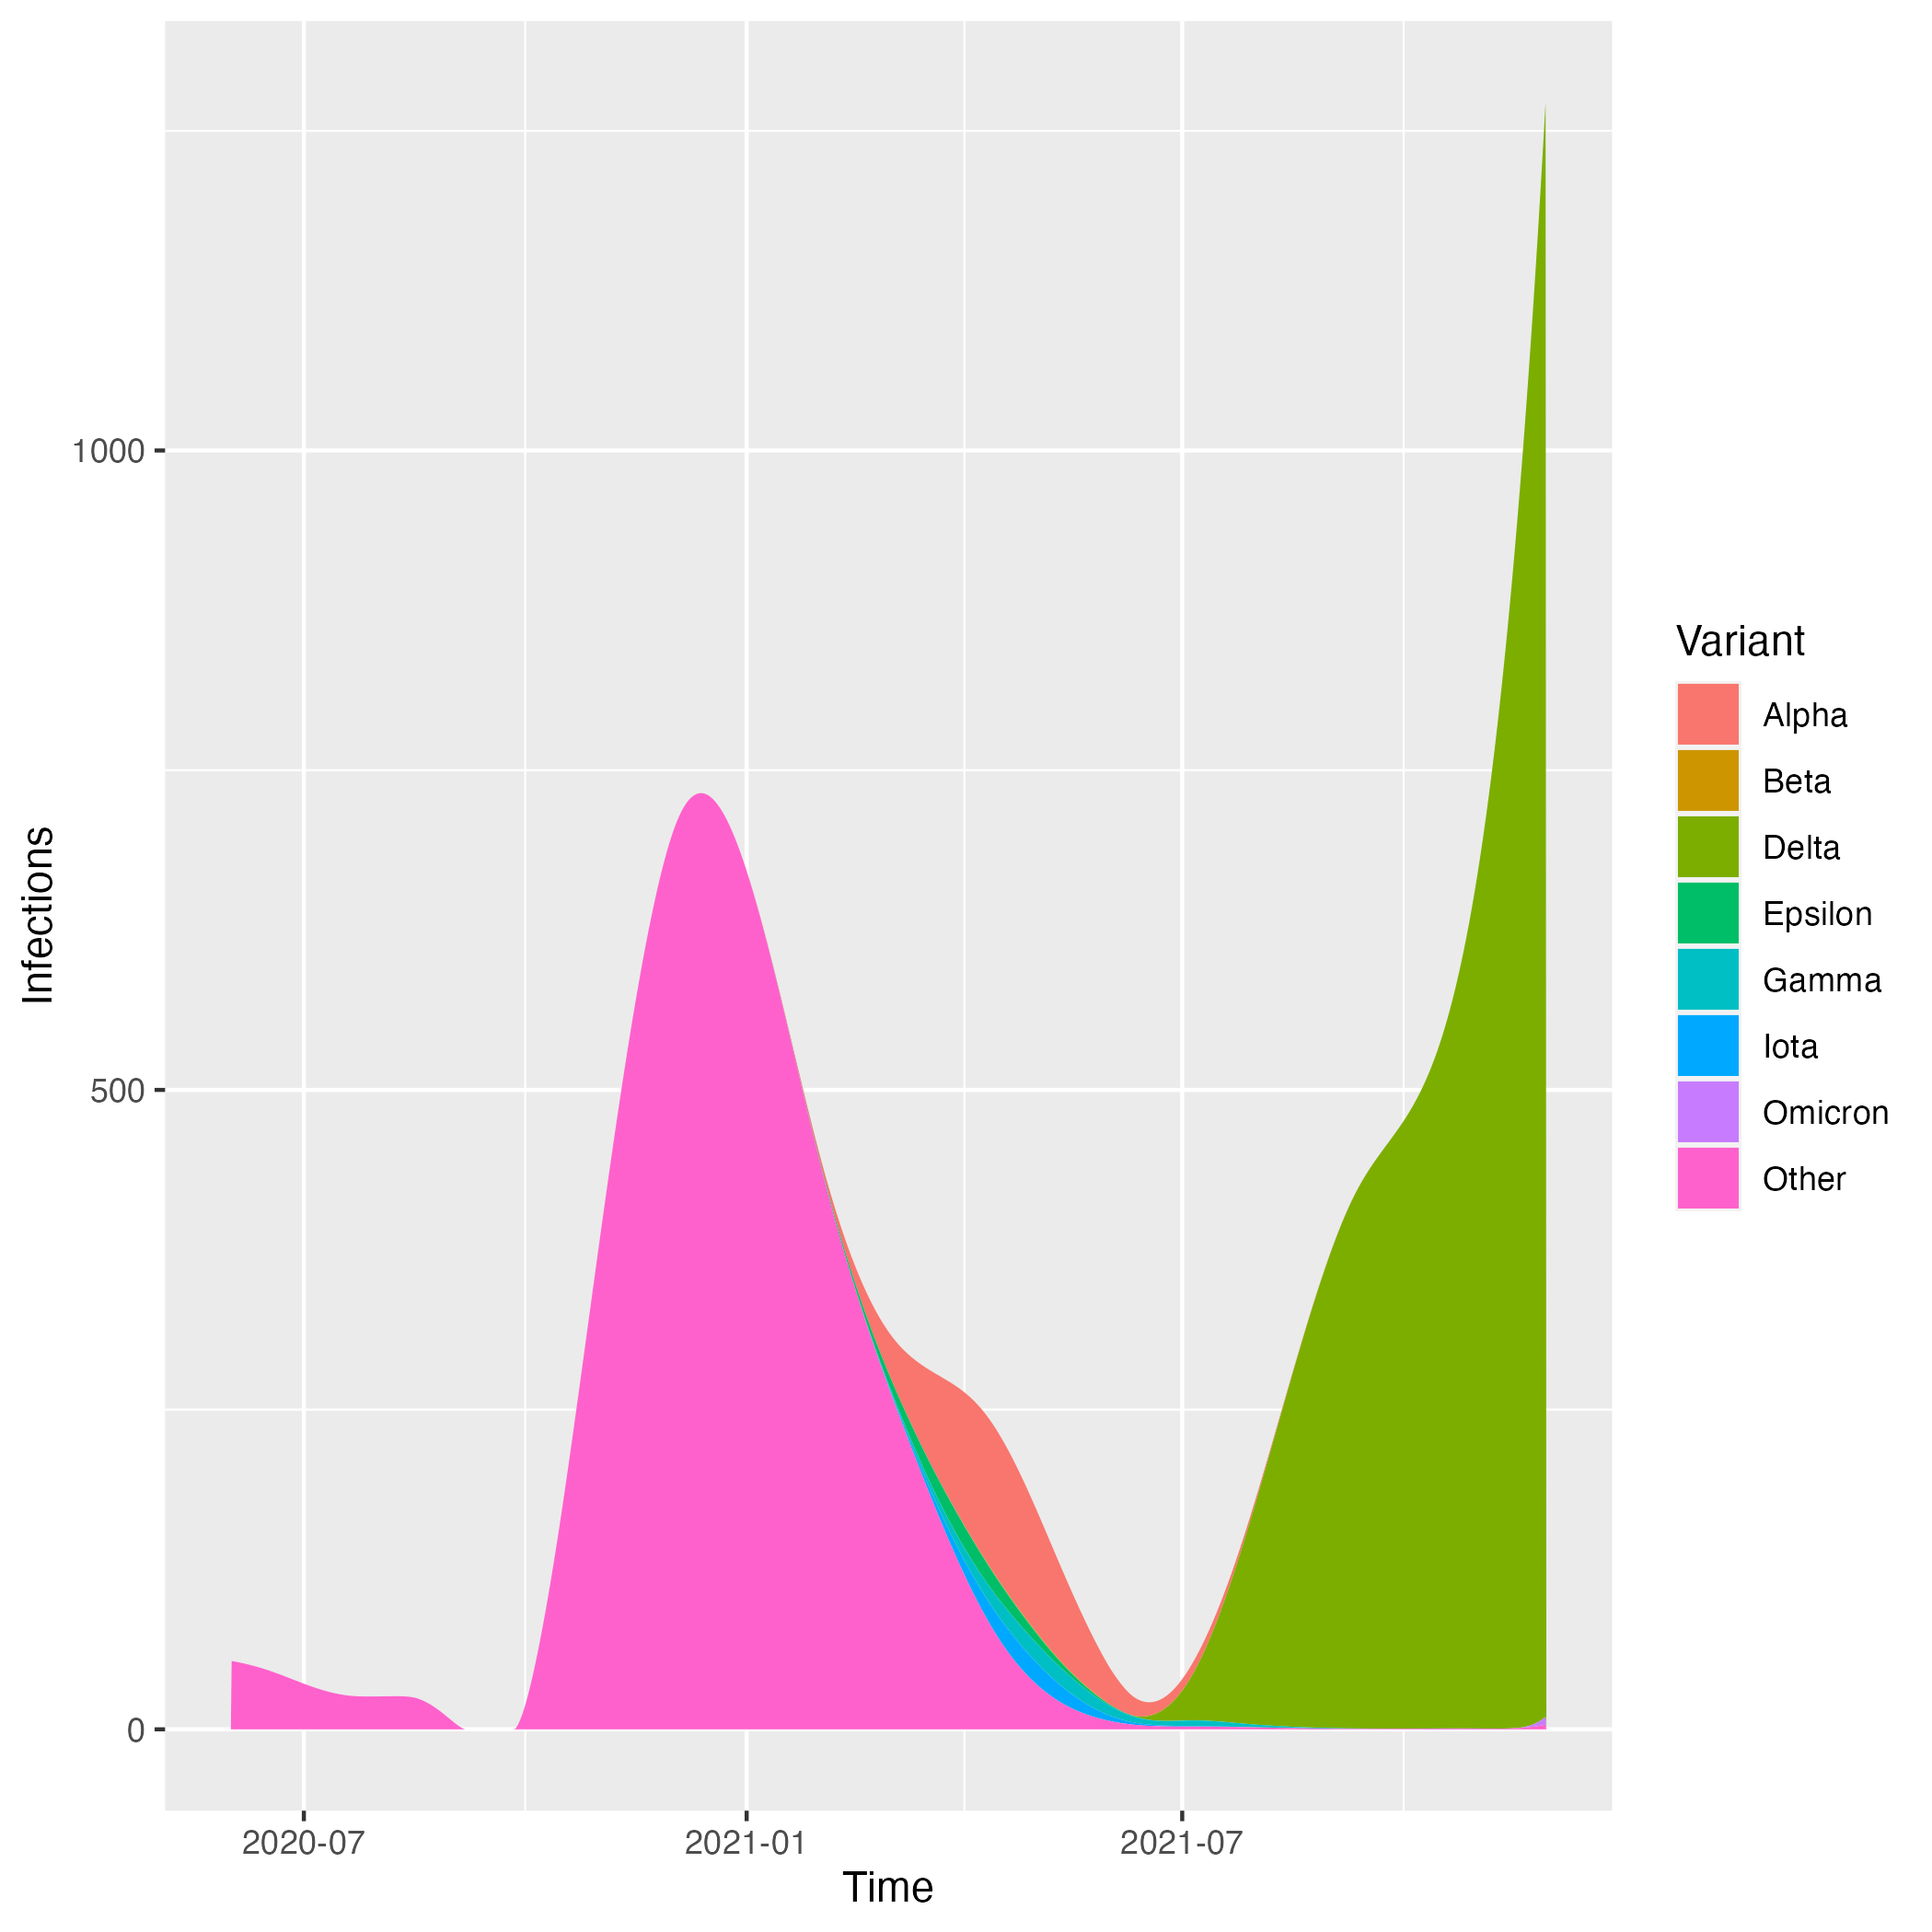 Infections
1000
500
0
2020-07
2021-01
2021-07
Time
Variant
Alpha
Beta
Delta
Epsilon
Gamma
Iota
Omicron
Other